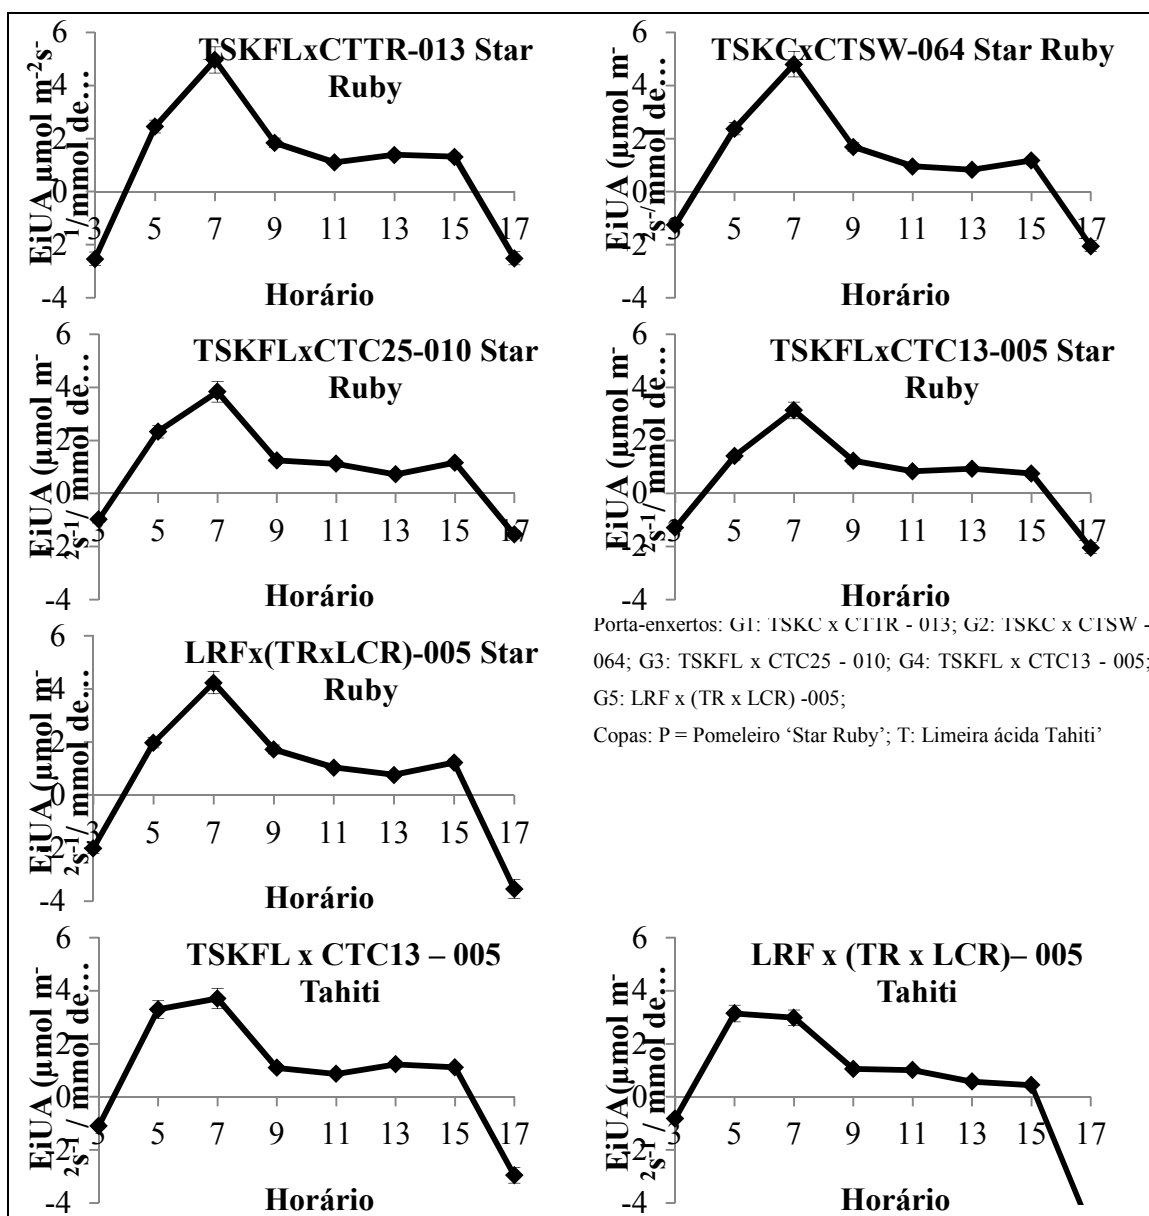 TSKFLxCTTR-013 Star
Ruby
EiUA µmol m⁻²s⁻
¹/mmol de...
6
4
2
0
-2
-4
3 5 7 9 11 13 15 17
Horário
TSKCxCTSW-064 Star Ruby
EiUA (µmol m⁻
²s⁻/mmol de...
6
4
2
0
-2
-4
3 5 7 9 11 13 15 17
Horário
TSKFLxCTC25-010 Star
Ruby
EiUA (µmol m⁻
²s⁻¹/ mmol de...
6
4
2
0
-2
-4
3 5 7 9 11 13 15 17
Horário
TSKFLxCTC13-005 Star
Ruby
EiUA (µmol m⁻
²s⁻¹/ mmol de...
6
4
2
0
-2
-4
3 5 7 9 11 13 15 17
Horário
LRFx(TRxLCR)-005 Star
Ruby
EiUA (µmol m⁻
²s⁻¹/ mmol de....
6
4
2
0
-2
-4
3 5 7 9 11 13 15 17
Horário
Porta-enxertos: G1: TSKC x CTTR - 013; G2: TSKC x CTSW -
064; G3: TSKFL x CTC25 - 010; G4: TSKFL x CTC13 - 005;
G5: LRF x (TR x LCR) -005;
Copas: P = Pomeleiro ‘Star Ruby’; T: Limeira ácida Tahiti’
TSKFL x CTC13 – 005
Tahiti
EiUA (µmol m⁻
²s⁻¹ / mmol de...
6
4
2
0
-2
-4
3 5 7 9 11 13 15 17
Horário
LRF x (TR x LCR)– 005
Tahiti
EiUA(µmol m⁻
²s⁻¹ / mmol de...
6
4
2
0
-2
-4
3 5 7 9 11 13 15 17
Horário